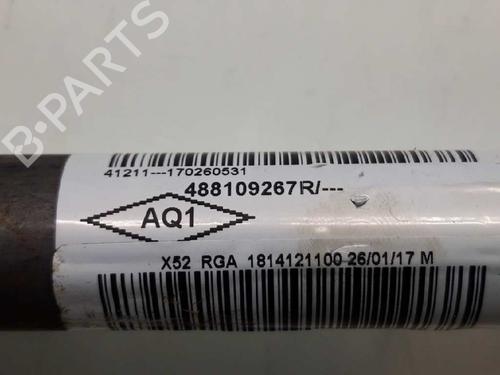 B-PARTS
41211---170260531
488109267R/---
AQ1
X52 RGA 1814121100 26/01/17 M